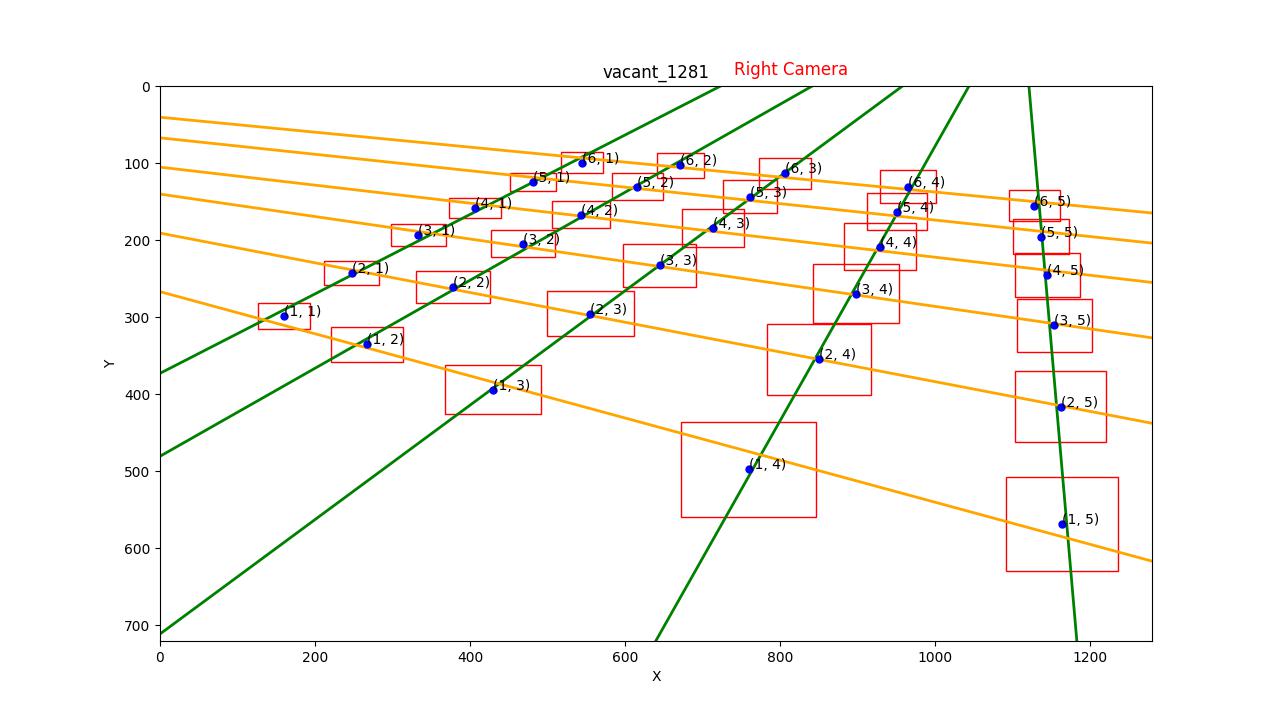 vacant_1281 Right Camera
0
100
200
300
400
500
600
700
Y
(6, 1) (6, 2) (6, 3) (6, 4) (6, 5)
(5, 1) (5, 2) (5, 3) (5, 4) (5, 5)
(4, 1) (4, 2) (4, 3) (4, 4) (4, 5)
(3, 1) (3, 2) (3, 3) (3, 4) (3, 5)
(2, 1) (2, 2) (2, 3) (2, 4) (2, 5)
(1, 1) (1, 2) (1, 3) (1, 4) (1, 5)
0 200 400 600 800 1000 1200
X